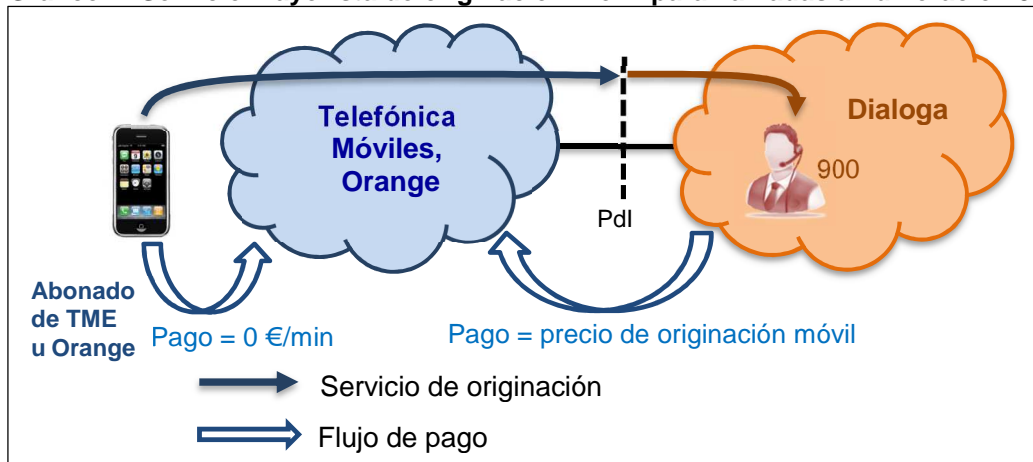 Telefónica
Móviles,
Orange
Dialoga
900
PdI
Abonado
de TME
u Orange
Pago = 0 €/min
Pago = precio de originación móvil
Servicio de originación
Flujo de pago